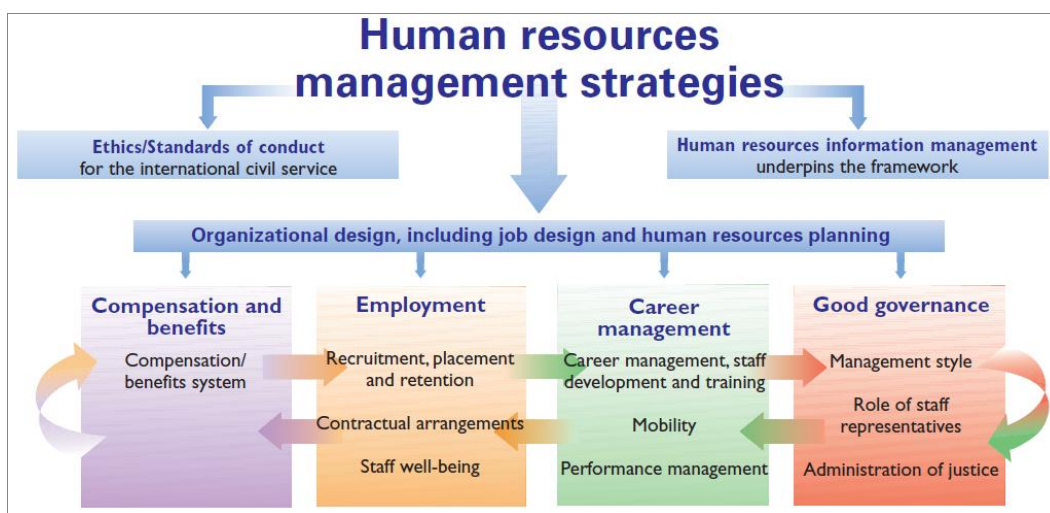 Human resources
management strategies
Ethics/Standards of conduct
for the international civil service
Human resources information management
underpins the framework
Organizational design, including job design and human resources planning
Compensation and
benefits
Compensation/
benefits system
Employment
Recruitment, placement
and retention
Contractual arrangements
Staff well-being
Career
management
Career management, staff
development and training
Mobility
Performance management
Good governance
Management style
Role of staff
representatives
Administration of justice